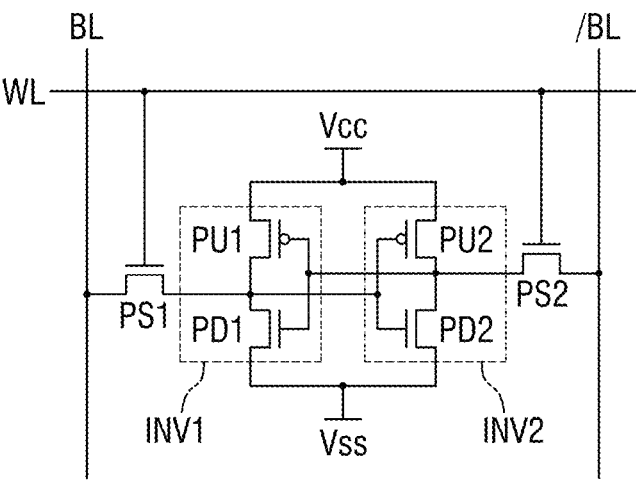 BL
/BL
WL
Vcc
PU1
PU2
PS1
PS2
PD1
PD2
INV1
INV2
Vss